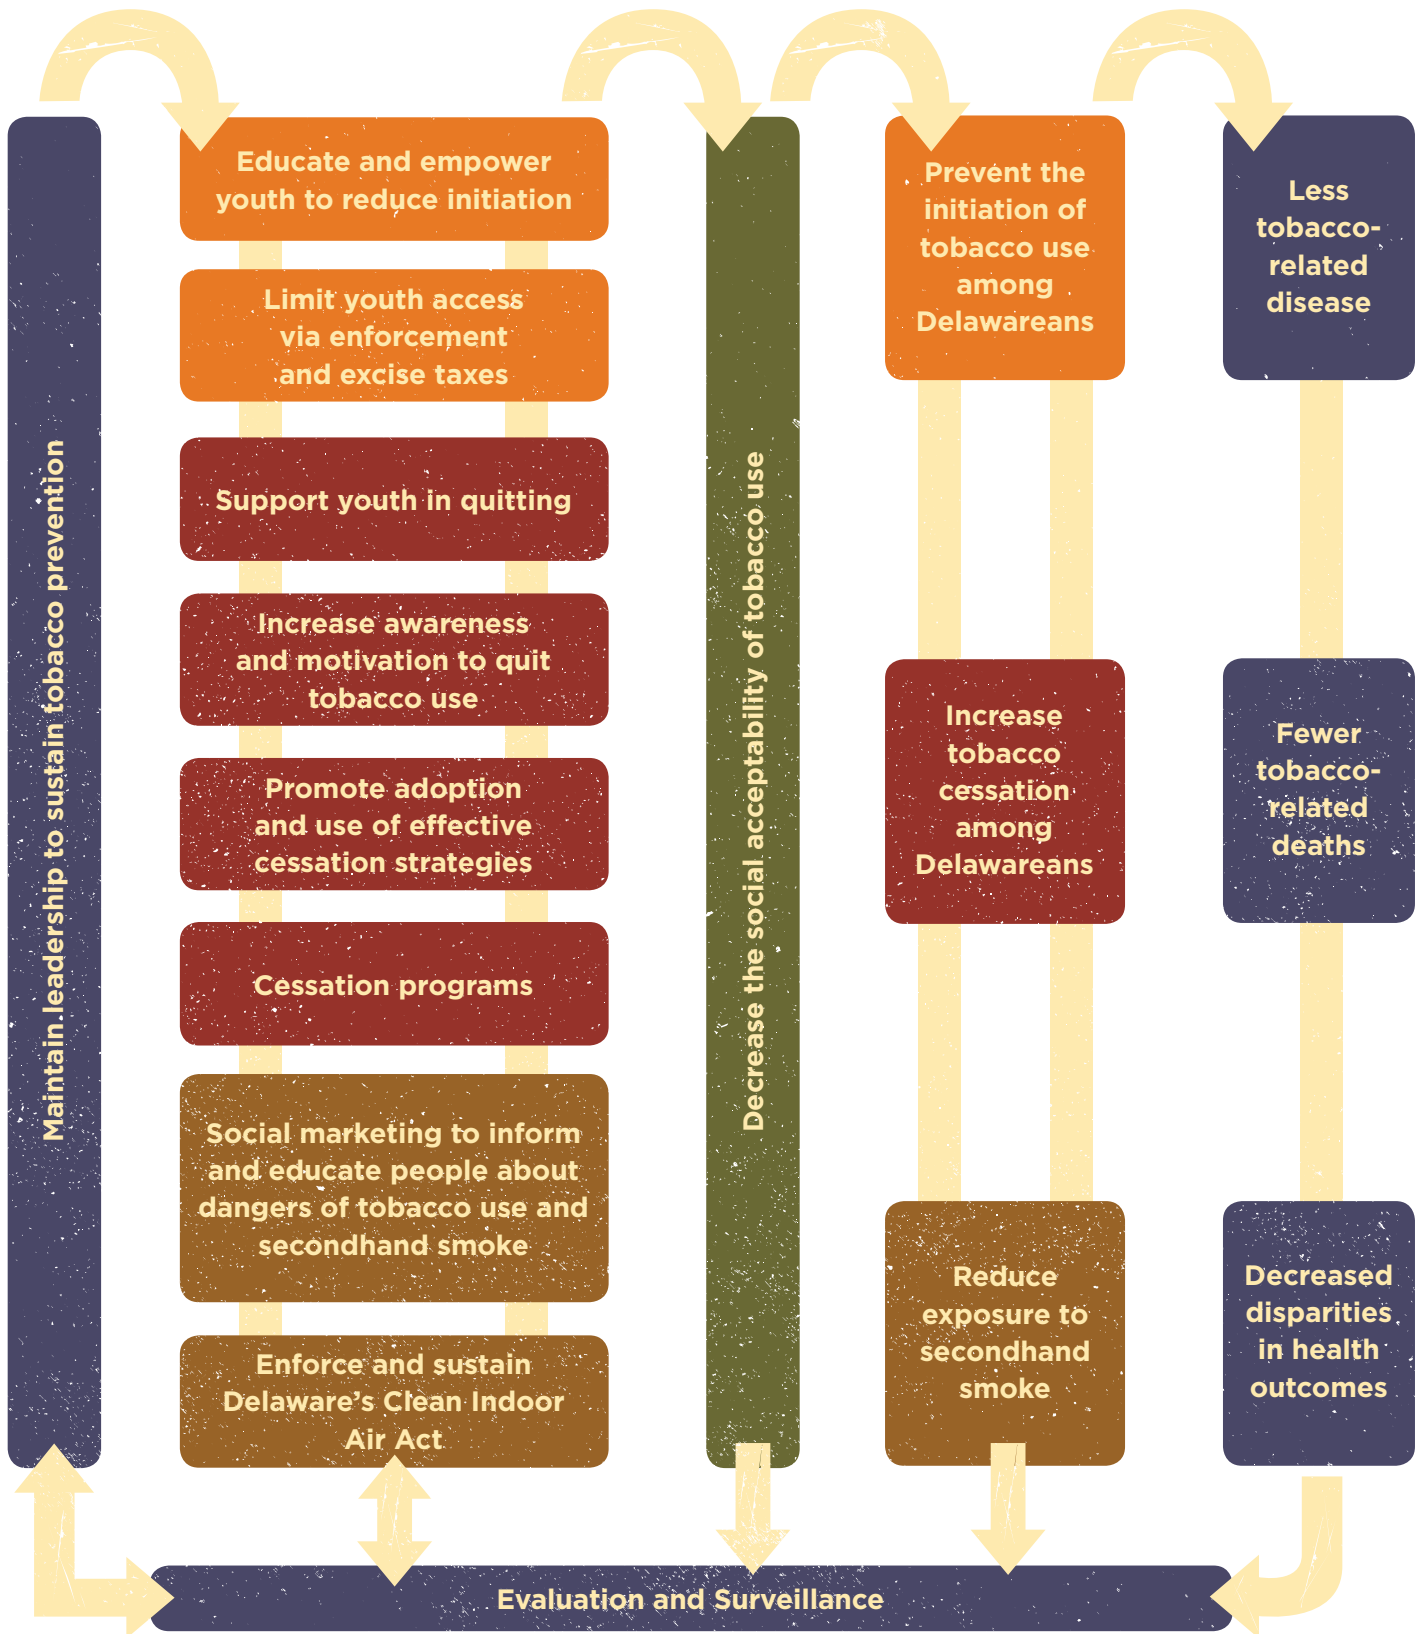 Maintain leadership to sustain tobacco prevention
Educate and empower
youth to reduce initiation
Limit youth access
via enforcement
and excise taxes
Support youth in quitting
Increase awareness
and motivation to quit
tobacco use
Promote adoption
and use of effective
cessation strategies
Cessation programs
Social marketing to inform
and educate people about
dangers of tobacco use and
secondhand smoke
Enforce and sustain
Delaware’s Clean Indoor
Air Act
Decrease the social acceptability of tobacco use
Prevent the
initiation of
tobacco use
among
Delawareans
Increase
tobacco
cessation
among
Delawareans
Reduce
exposure to
secondhand
smoke
Less
tobacco-
related
disease
Fewer
tobacco-
related
deaths
Decreased
disparities
in health
outcomes
Evaluation and Surveillance